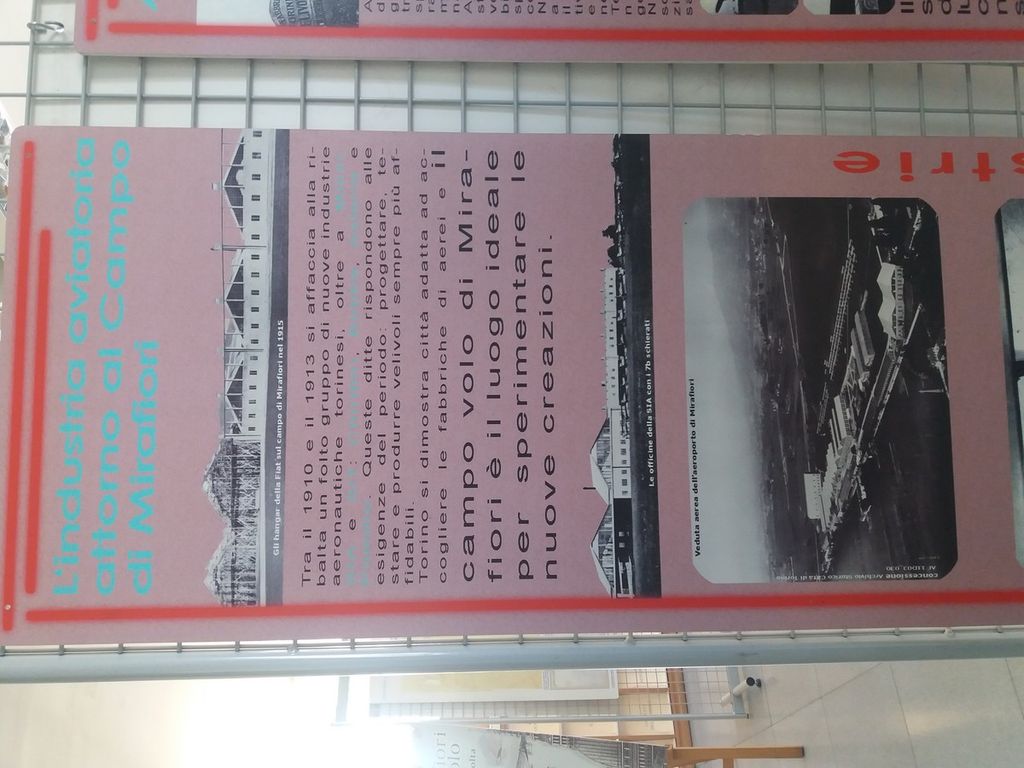 L'industria aviatoria
attorno al Campo
di Mirafiori
Gli hangar della Fiat sul campo di Mirafiori nel 1915
Tra il 1910 e il 1913 si affaccia alla ri-
balta un folto gruppo di nuove industrie
aeronautiche torinesi, oltre a
e
Queste ditte rispondono alle
esigenze del periodo: progettare, te-
stare e produrre velivoli sempre più af-
fidabili.
Torino si dimostra città adatta ad ac-
cogliere le fabbriche di aerei e il
campo volo di Mira-
fiori è il luogo ideale
per sperimentare le
nuove creazioni.
Le officine della SIA con i 7b schierati
Veduta aerea dell'aeroporto di Mirafiori
concessione Archivio Storico Città di Torino
strie